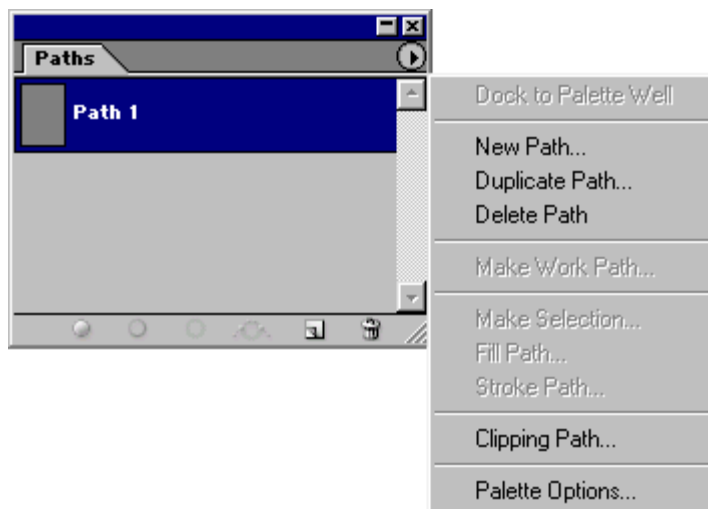 Paths
Path 1
Dock to Palette Well
New Path...
Duplicate Path...
Delete Path
Make Work Path...
Make Selection...
Fill Path...
Stroke Path...
Clipping Path...
Palette Options...